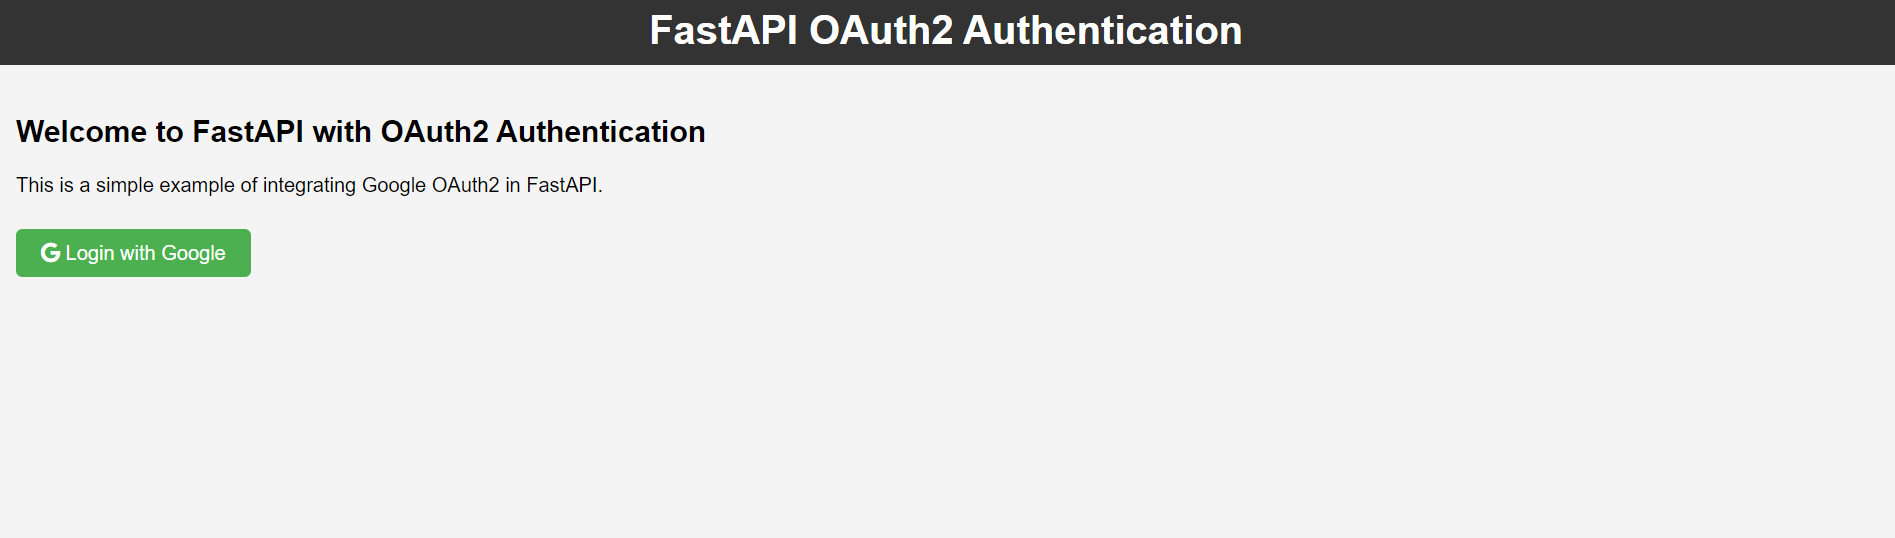 FastAPI OAuth2 Authentication
Welcome to FastAPI with OAuth2 Authentication
This is a simple example of integrating Google OAuth2 in FastAPI.
Login with Google